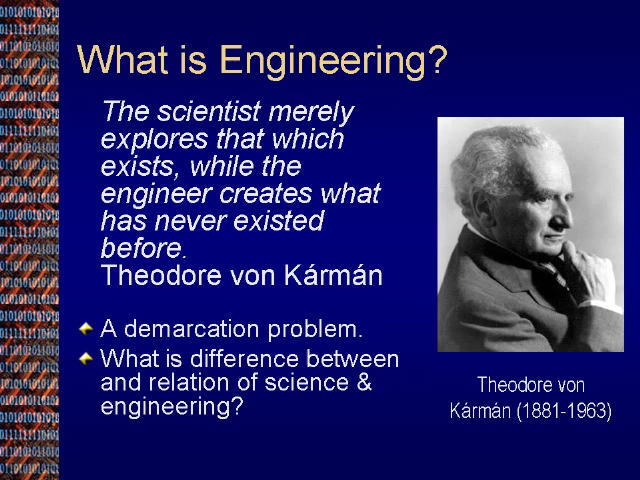 What is Engineering?
The scientist merely
explores that which
exists, while the
engineer creates what
has never existed
before.
Theodore von Kármán
A demarcation problem.
What is difference between
and relation of science &
engineering?
Theodore von
Kármán (1881-1963)